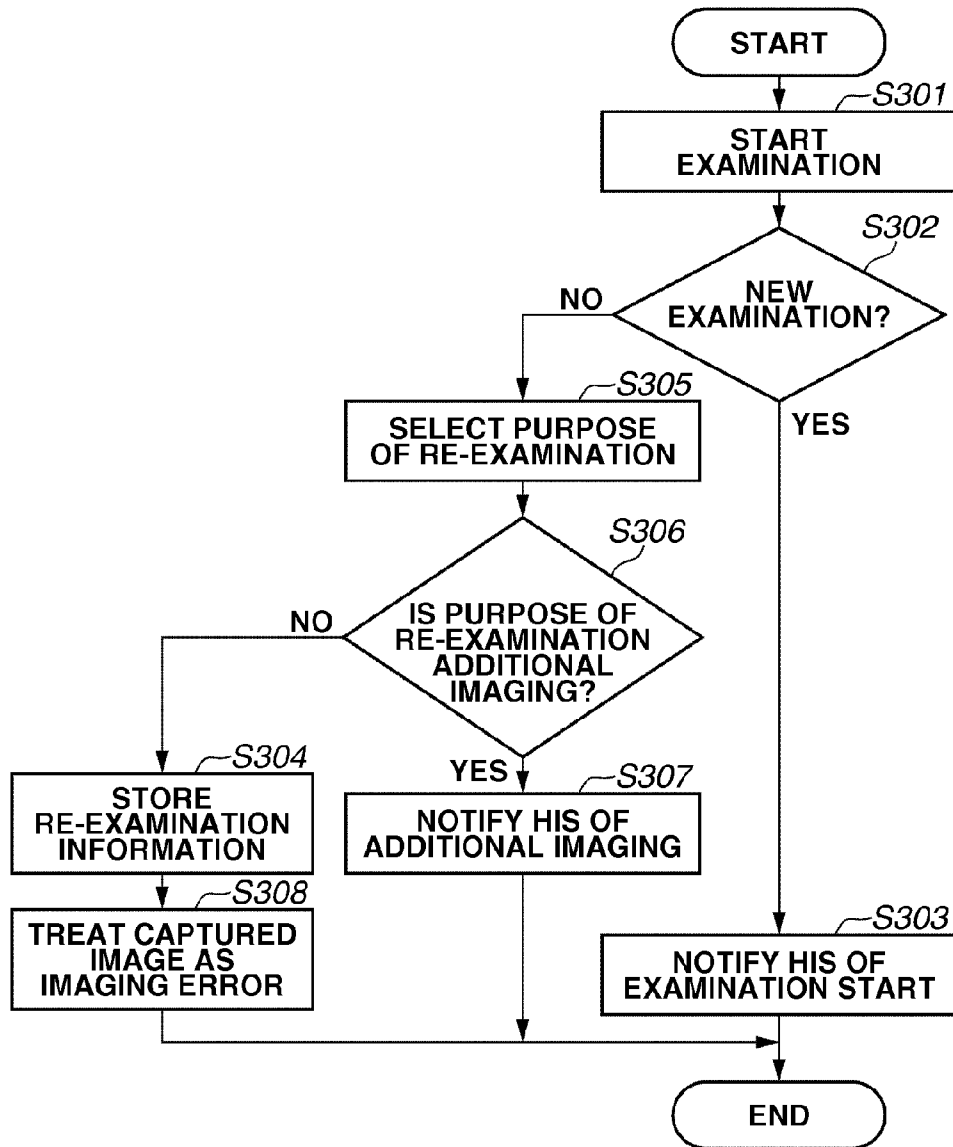 START
S301
START
EXAMINATION
S302
NEW
EXAMINATION?
NO
YES
S305
SELECT PURPOSE
OF RE-EXAMINATION
S306
IS PURPOSE OF
RE-EXAMINATION
ADDITIONAL
IMAGING?
NO
YES
S304
STORE
RE-EXAMINATION
INFORMATION
S307
NOTIFY HIS OF
ADDITIONAL IMAGING
S308
TREAT CAPTURED
IMAGE AS
IMAGING ERROR
S303
NOTIFY HIS OF
EXAMINATION START
END